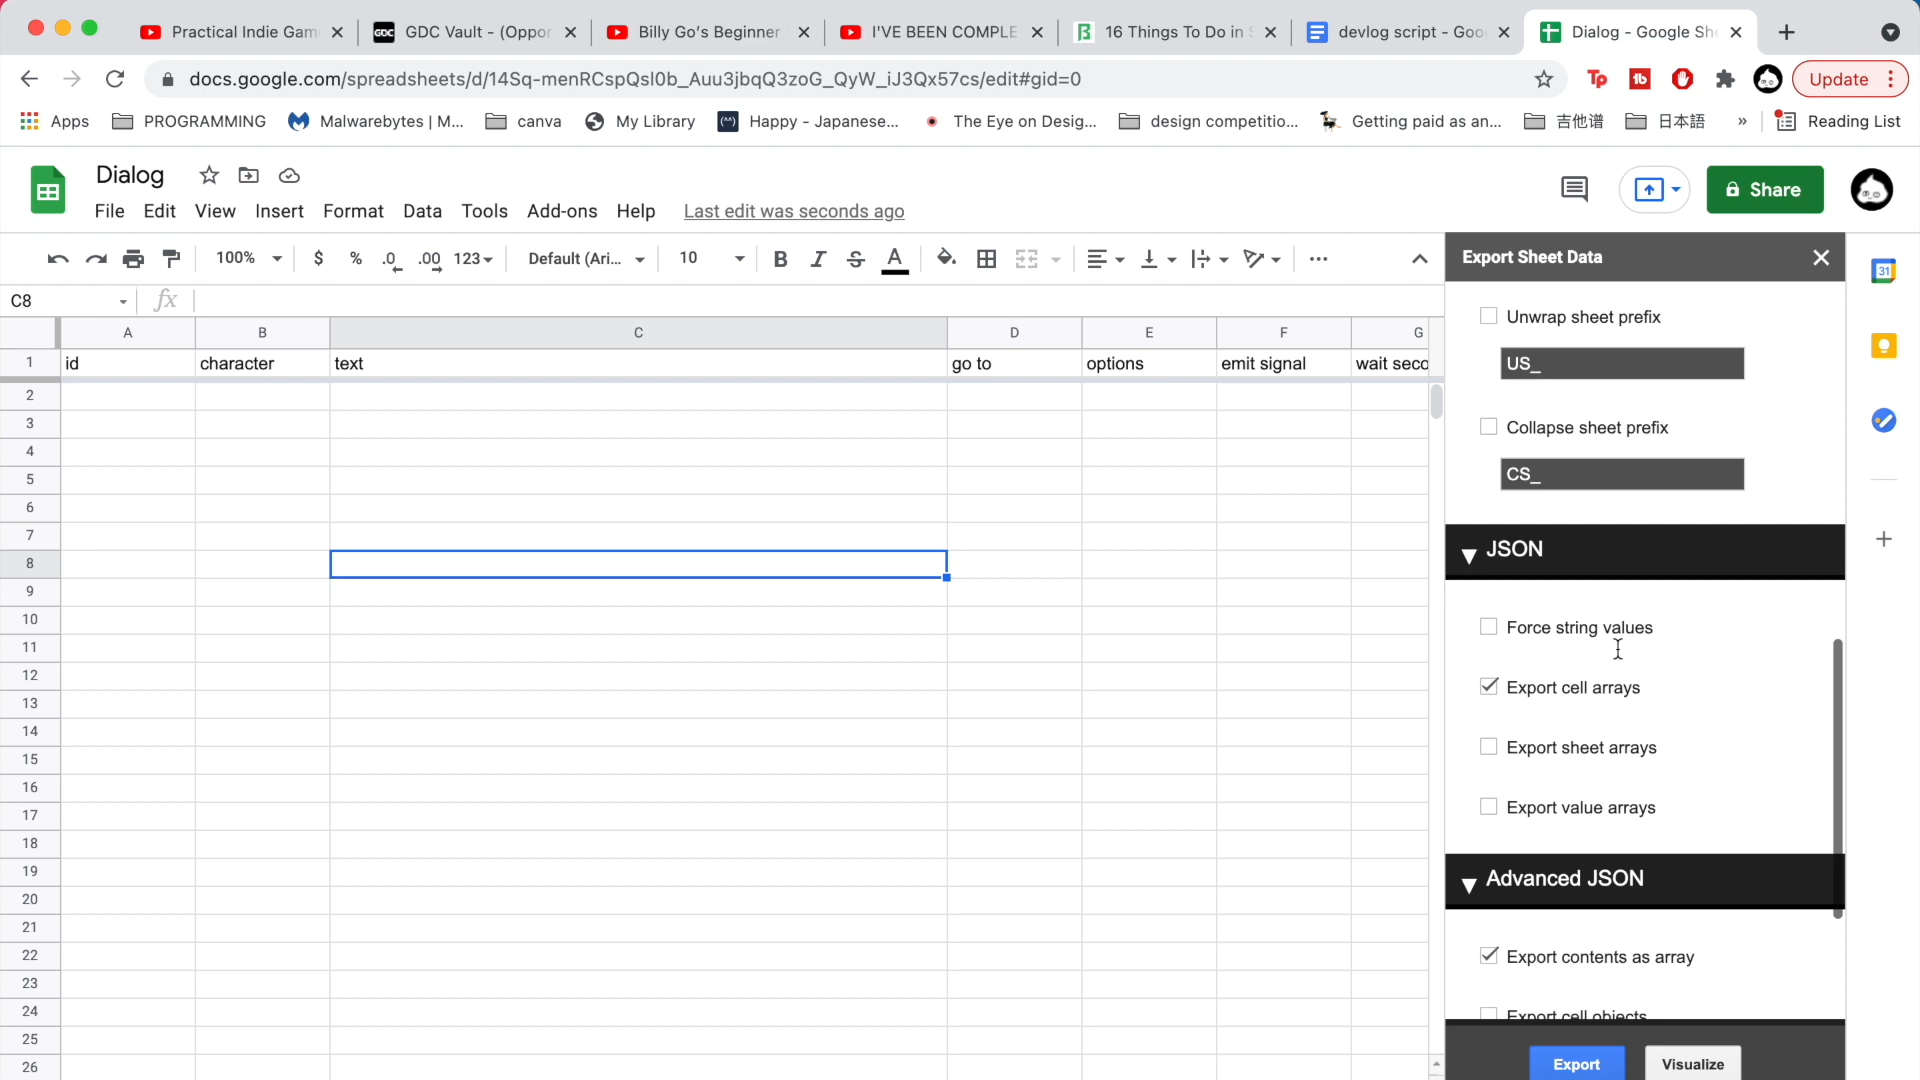 Practical Indie Gam
GDC Vault - (Oppor
Billy Go's Beginner
I'VE BEEN COMPLE
16 Things To Do in S
devlog script - Goo
Dialog - Google She
docs.google.com/spreadsheets/d/14Sq-menRCspQsl0b_Auu3jbqQ3zoG_QyW_iJ3Qx57cs/edit#gid=0
Update
Apps
PROGRAMMING
Malwarebytes | M...
canva
My Library
Happy - Japanese...
The Eye on Desig...
design competitio...
Getting paid as an...
吉他谱
日本語
»
Reading List
Dialog
File Edit View Insert Format Data Tools Add-ons Help Last edit was seconds ago
Share
100% $ % .0 .00 123 Default (Ari... 10 B I S A
Export Sheet Data
31
C8 fx
A B C D E F G
1 id character text go to options emit signal wait seco
2
3
4
5
6
7
8
9
10
11
12
13
14
15
16
17
18
19
20
21
22
23
24
25
26
Unwrap sheet prefix
US_
Collapse sheet prefix
CS_
JSON
Force string values
Export cell arrays
Export sheet arrays
Export value arrays
Advanced JSON
Export contents as array
Export cell objects
Export Visualize